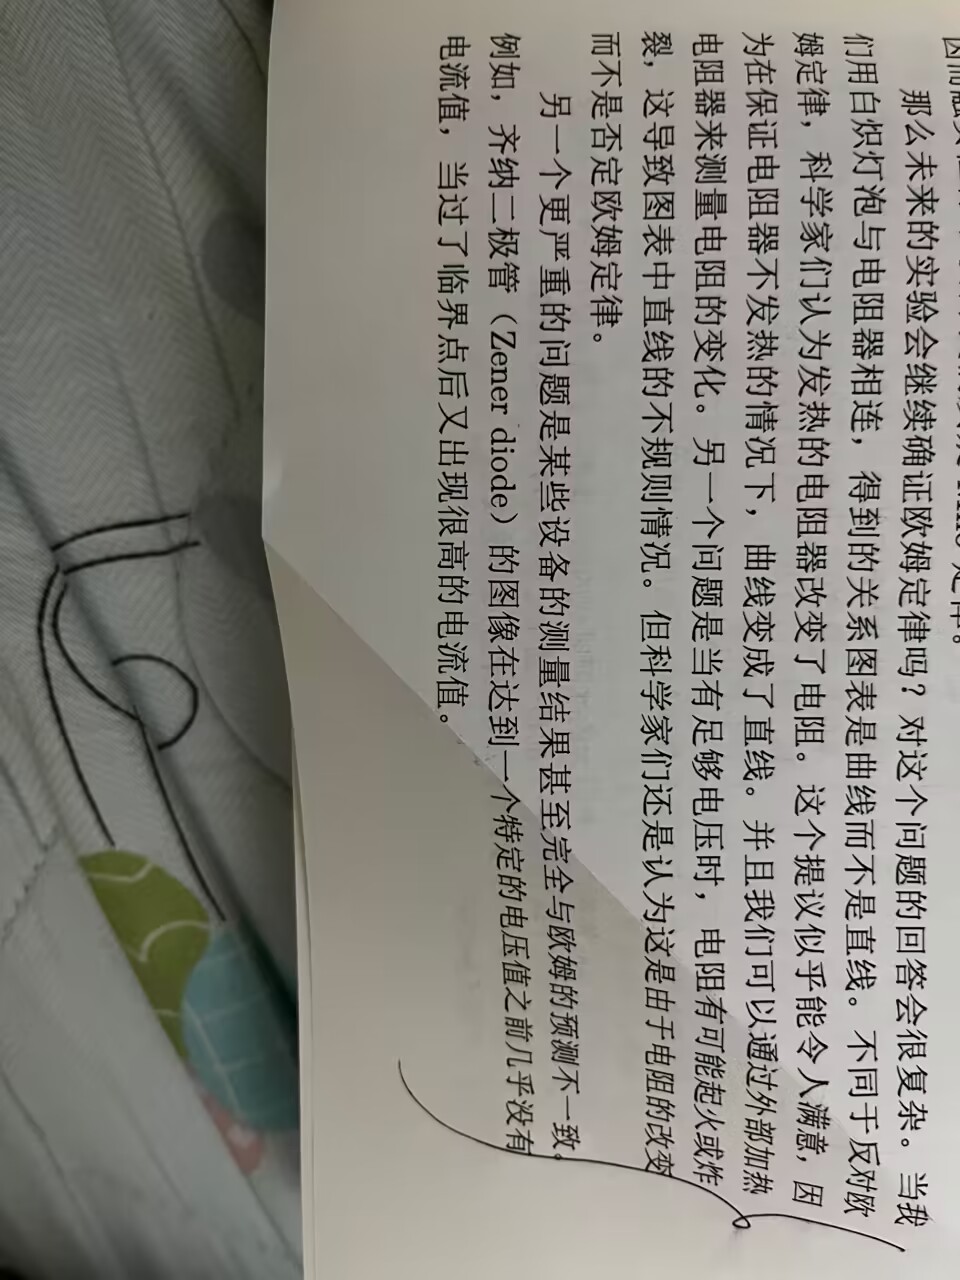 那么未来的实验会继续确证欧姆定律吗？对这个问题的回答会很复杂。当我
们用白炽灯泡与电阻器相连，得到的关系图表是曲线而不是直线。不同于反对欧
姆定律，科学家们认为发热的电阻器改变了电阻。这个提议似乎能令人满意，因
为在保证电阻器不发热的情况下，曲线变成了直线。并且我们可以通过外部加热
电阻器来测量电阻的变化。另一个问题是当有足够电压时，电阻有可能起火或炸
裂，这导致图表中直线的不规则情况。但科学家们还是认为这是由于电阻的改变
而不是否定欧姆定律。
另一个更严重的问题是某些设备的测量结果甚至完全与欧姆的预测不一致。
例如，齐纳二极管（Zener diode）的图像在达到一个特定的电压值之前几乎没有
电流值，当过了临界点后又出现很高的电流值。